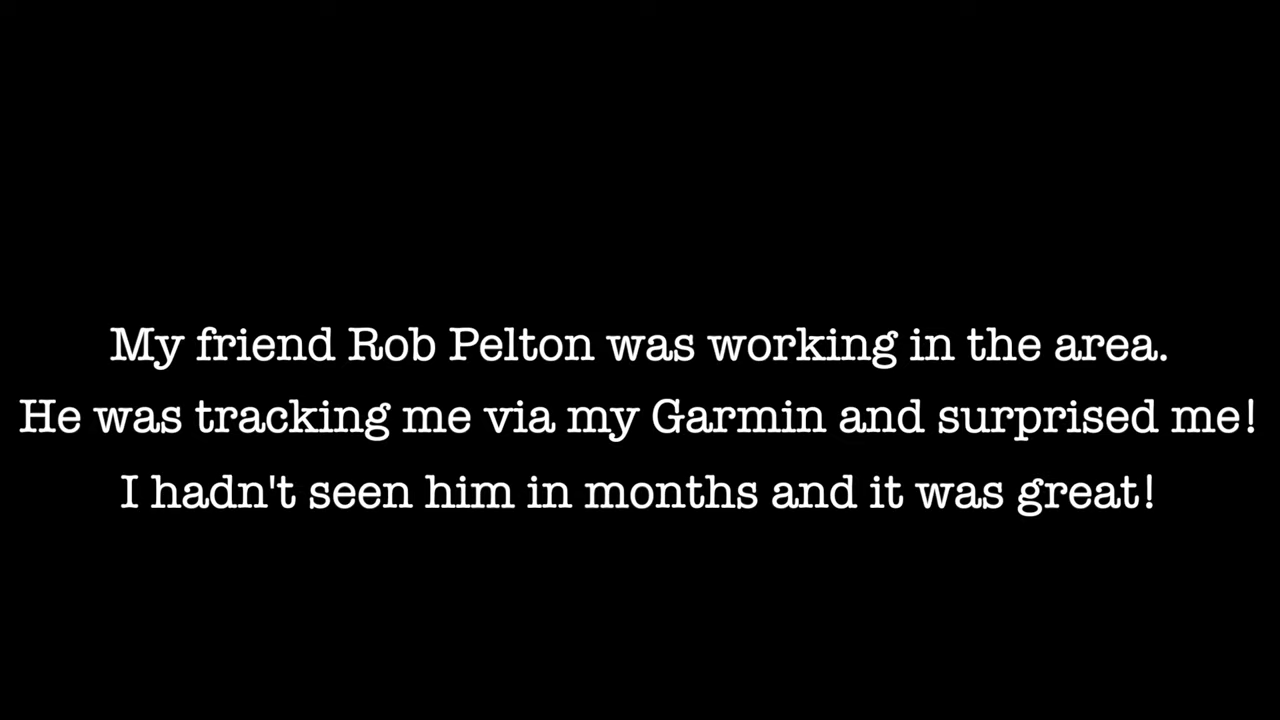 My friend Rob Pelton was working in the area.
He was tracking me via my Garmin and surprised me!
I hadn't seen him in months and it was great!